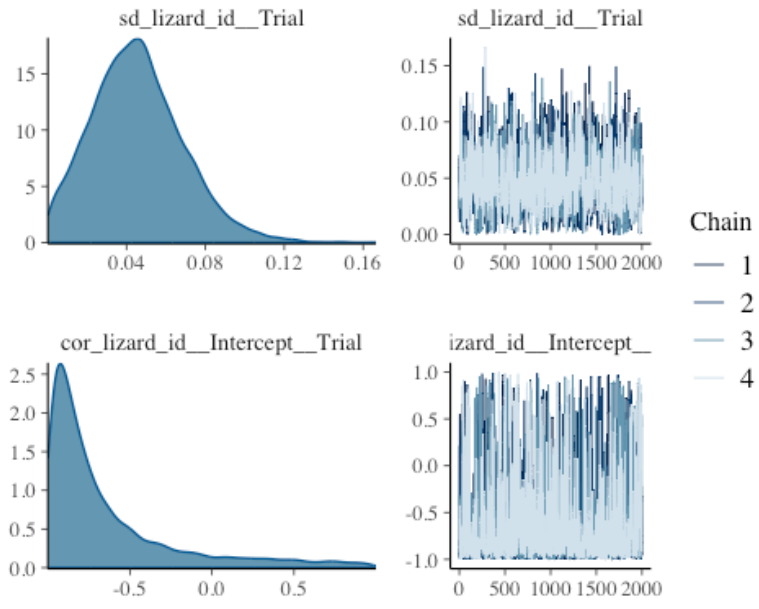 sd_lizard_id__Trial
sd_lizard_id__Trial
15
10
5
0
0.04 0.08 0.12 0.16
0.15
0.10
0.05
0.00
0 500 1000 1500 2000
Chain
1
2
3
4
cor_lizard_id__Intercept__Trial
izard_id__Intercept__
2.5
2.0
1.5
1.0
0.5
0.0
-0.5 0.0 0.5
1.0
0.5
0.0
-0.5
-1.0
0 500 1000 1500 2000